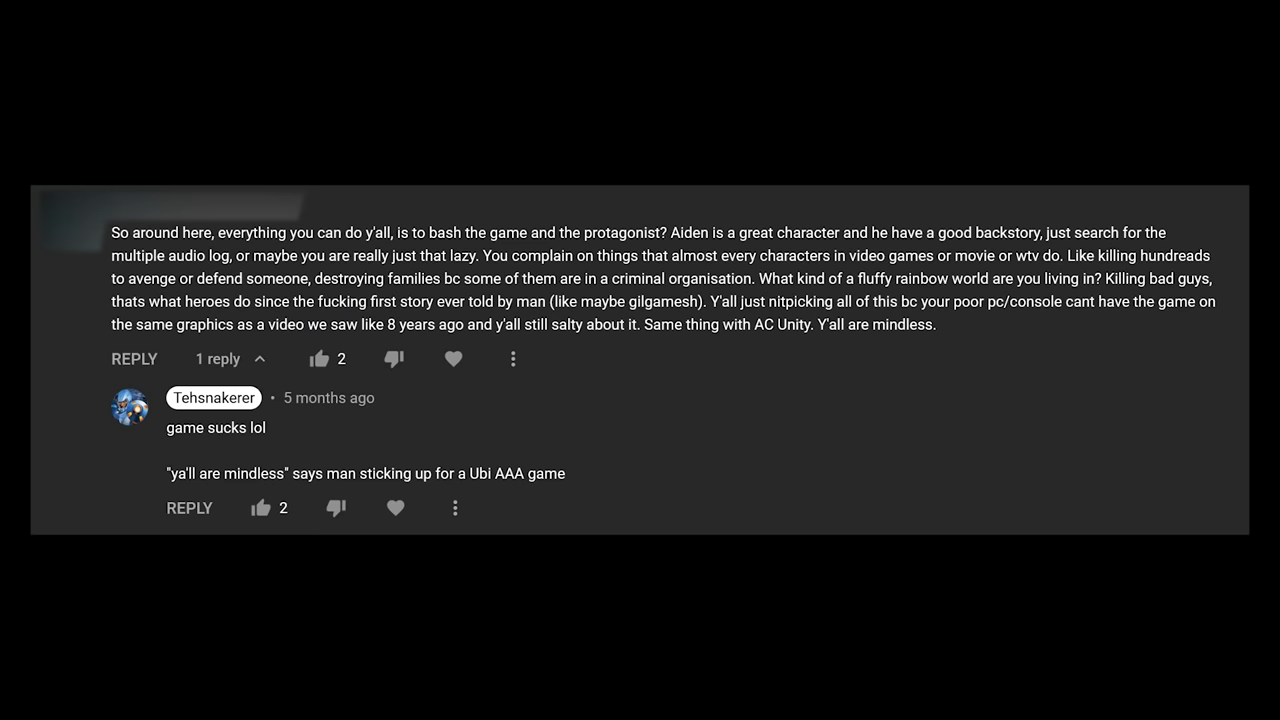 So around here, everything you can do y'all, is to bash the game and the protagonist? Aiden is a great character and he have a good backstory, just search for the
multiple audio log, or maybe you are really just that lazy. You complain on things that almost every characters in video games or movie or wtv do. Like killing hundreads
to avenge or defend someone, destroying families bc some of them are in a criminal organisation. What kind of a fluffy rainbow world are you living in? Killing bad guys,
thats what heroes do since the fucking first story ever told by man (like maybe gilgamesh). Y'all just nitpicking all of this bc your poor pc/console cant have the game on
the same graphics as a video we saw like 8 years ago and y'all still salty about it. Same thing with AC Unity. Y'all are mindless.
REPLY 1 reply 2
Tehsnakerer • 5 months ago
game sucks lol
"ya'll are mindless" says man sticking up for a Ubi AAA game
REPLY 2